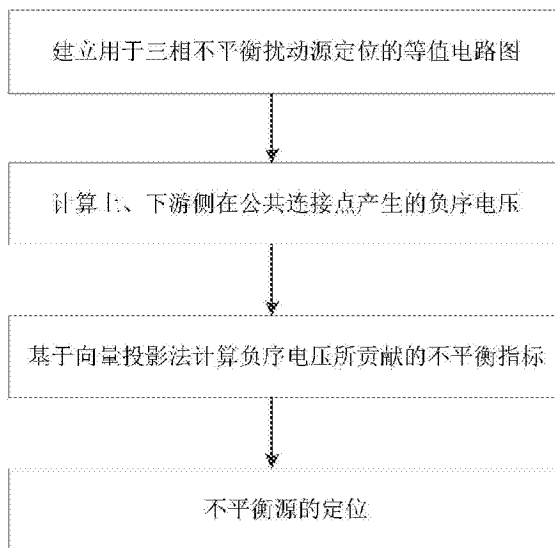 建立用于三相不平衡扰动源定位的等值电路图
计算上、下游侧在公共连接点产生的负序电压
基于向量投影法计算负序电压所贡献的不平衡指标
不平衡源的定位